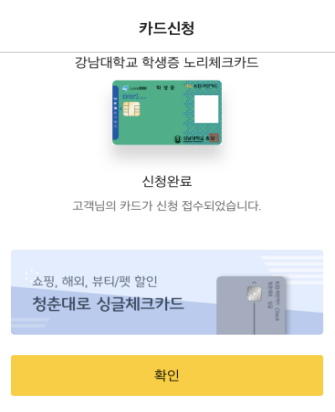 카드신청
강남대학교 학생증 노리체크카드
학 생 증
신청완료
고객님의 카드가 신청 접수되었습니다.
쇼핑, 해외, 뷰티/펫 할인
청춘대로 싱글체크카드
확인